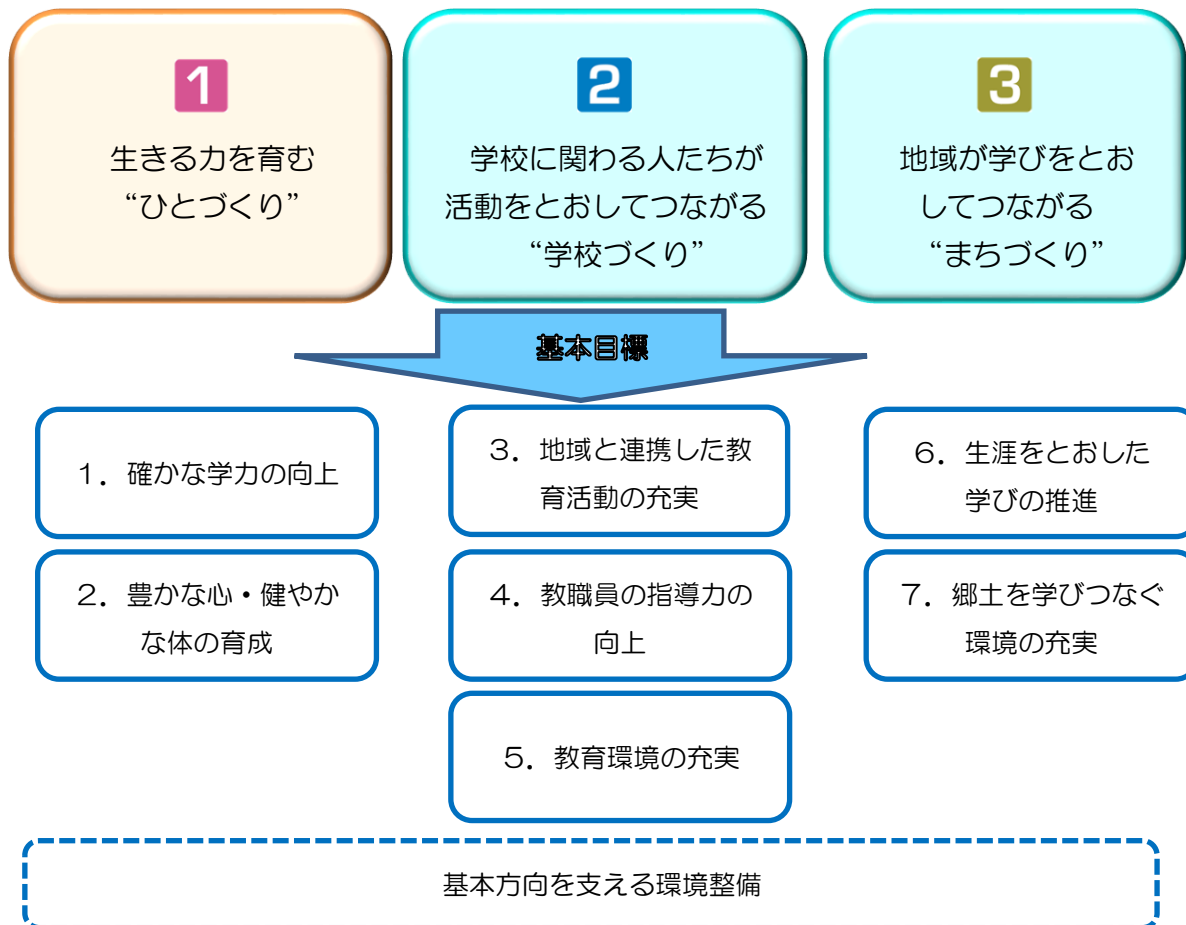 1
生きる力を育む
“ひとづくり”
2
学校に関わる人たちが
活動をとおしてつながる
“学校づくり”
3
地域が学びをとお
してつながる
“まちづくり”
基本目標
1．確かな学力の向上
2．豊かな心・健やか
な体の育成
3．地域と連携した教
育活動の充実
4．教職員の指導力の
向上
5．教育環境の充実
6．生涯をとおした
学びの推進
7．郷土を学びつなぐ
環境の充実
基本方向を支える環境整備